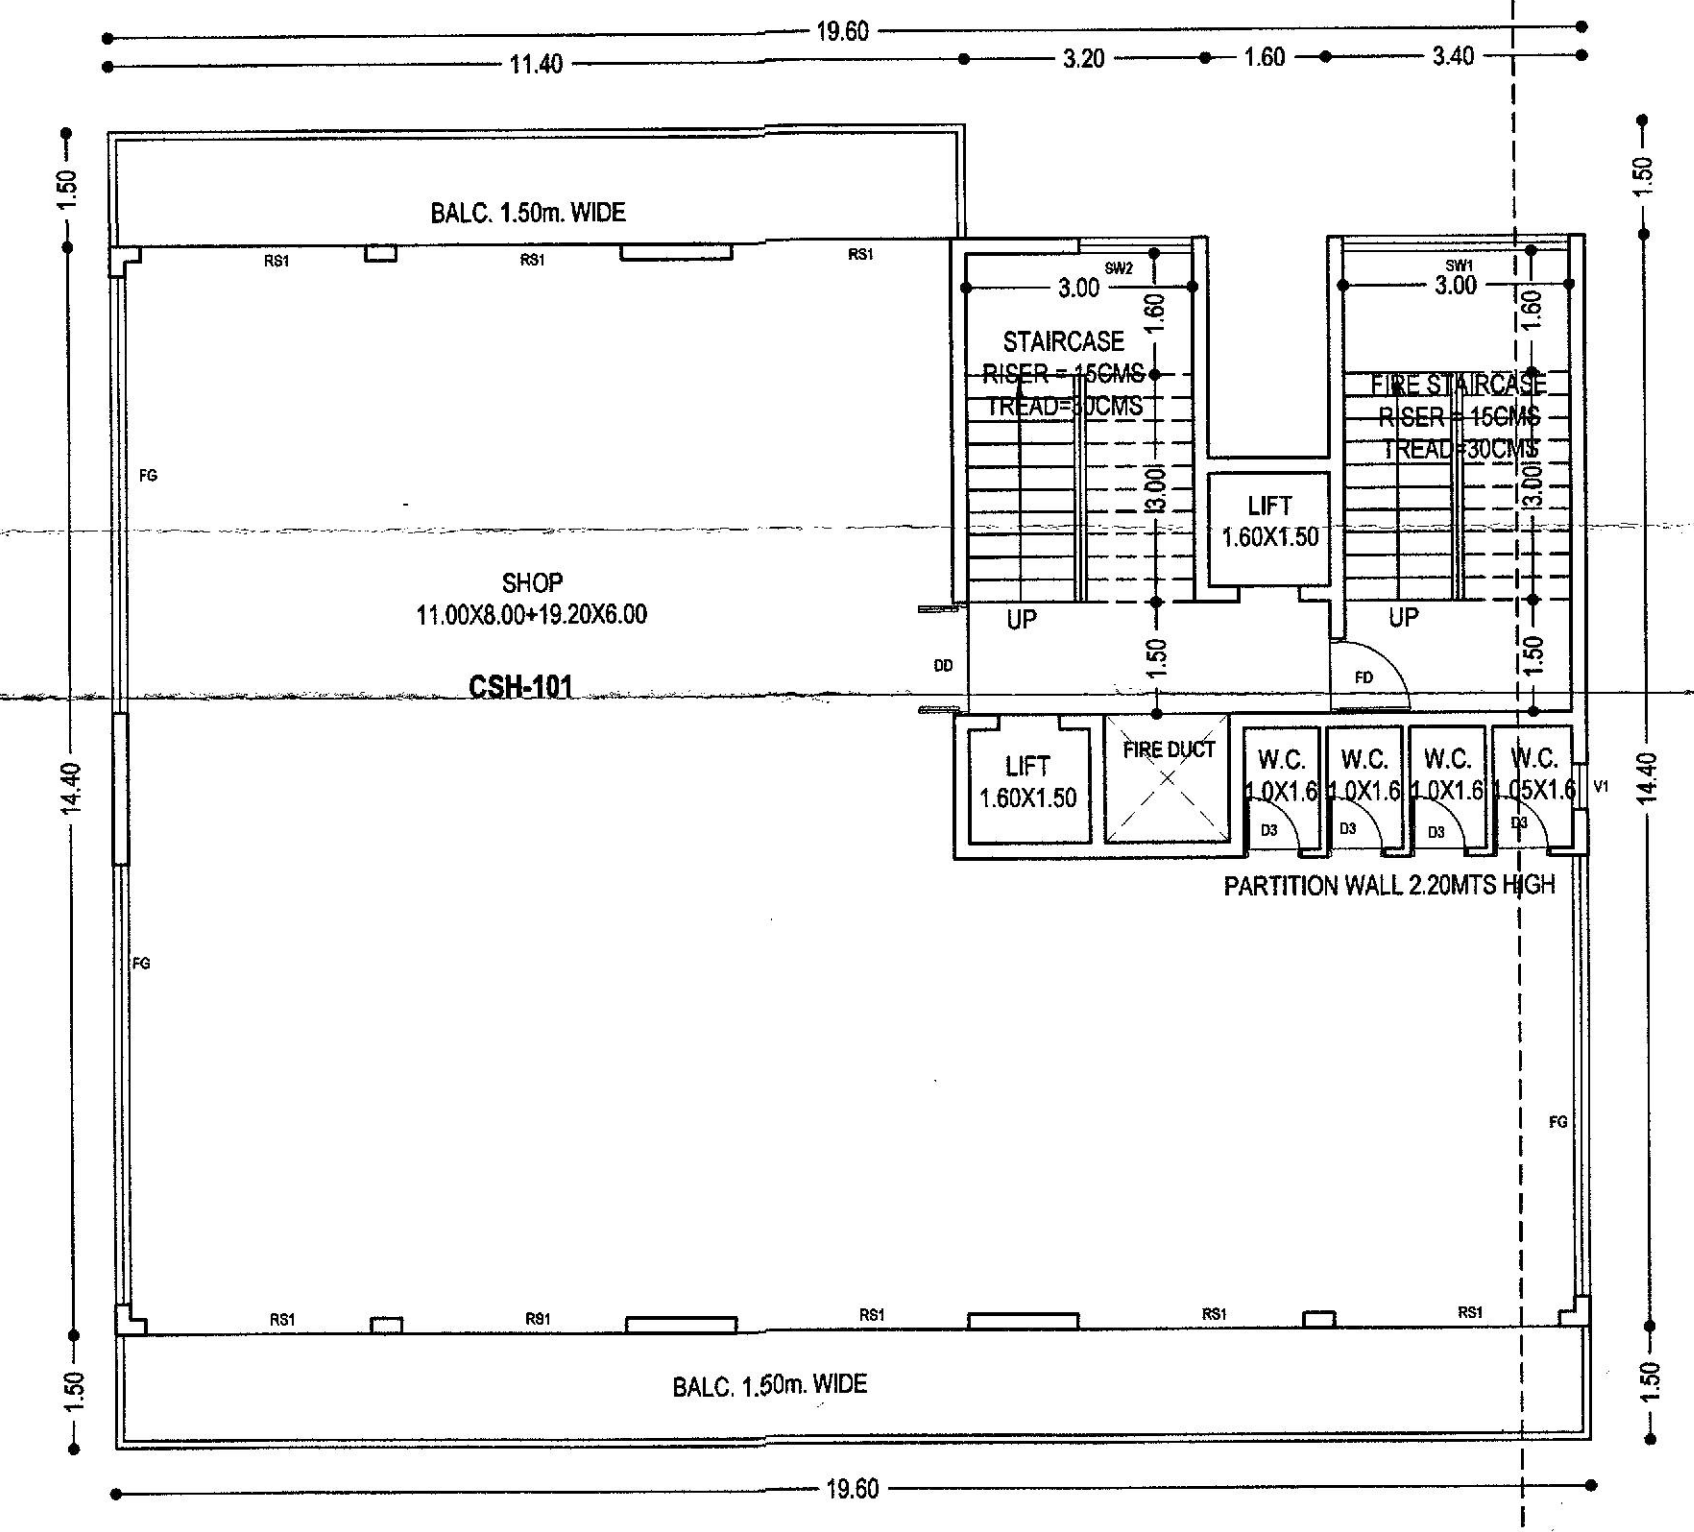 19.60
11.40
3.20
1.60
3.40
1.50
1.50
BALC. 1.50m. WIDE
RS1
RS1
RS1
SW2
SW1
3.00
3.00
1.60
1.60
STAIRCASE
RISER = 15CMS
TREAD=30CMS
FIRE STAIRCASE
RISER = 15CMS
TREAD=30CMS
FG
3.00
3.00
LIFT
1.60X1.50
SHOP
11.00X8.00+19.20X6.00
UP
UP
DD
1.50
1.50
FD
CSH-101
14.40
14.40
LIFT
1.60X1.50
FIRE DUCT
W.C.
1.0X1.6
W.C.
1.0X1.6
W.C.
1.0X1.6
W.C.
1.05X1.6
V1
D3
D3
D3
D3
PARTITION WALL 2.20MTS HIGH
FG
FG
RS1
RS1
RS1
RS1
RS1
BALC. 1.50m. WIDE
1.50
1.50
19.60